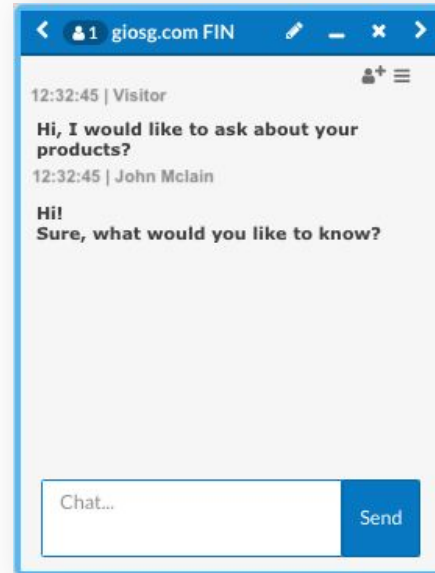 1 giosg.com FIN
12:32:45 | Visitor
Hi, I would like to ask about your
products?
12:32:45 | John Mclain
Hi!
Sure, what would you like to know?
Chat...
Send